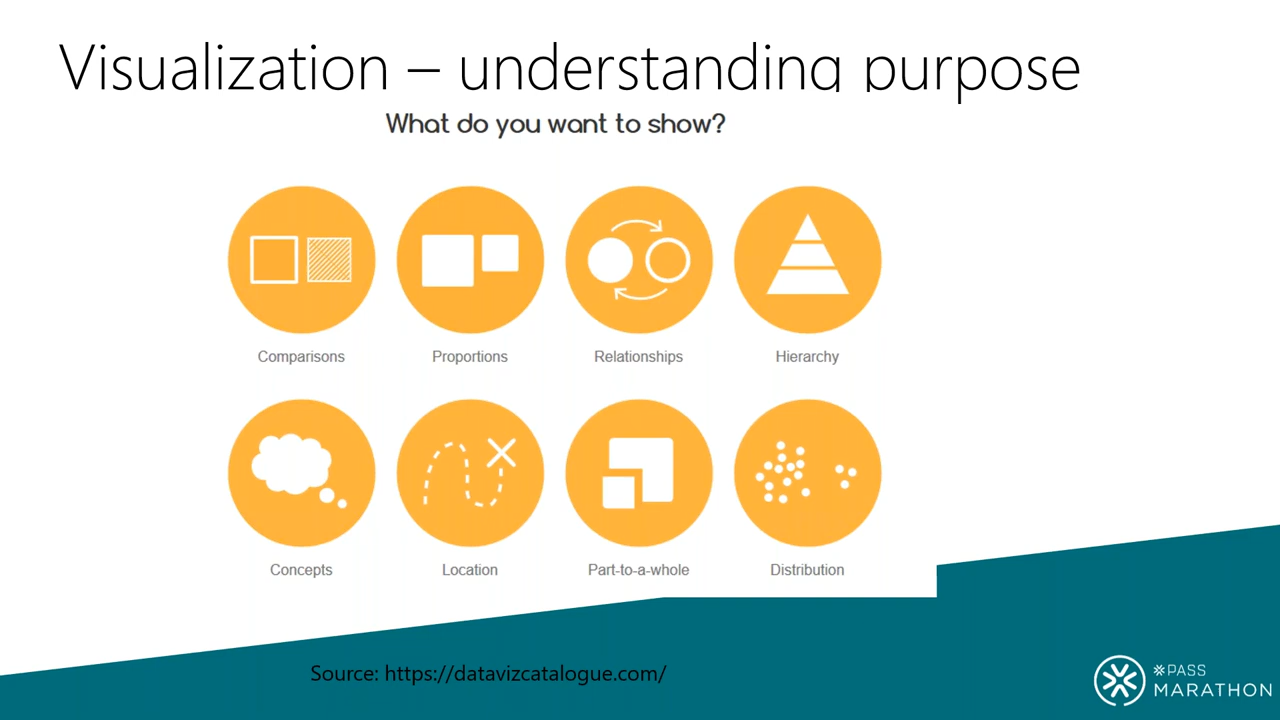 Visualization – understanding purpose
What do you want to show?
Comparisons
Proportions
Relationships
Hierarchy
Concepts
Location
Part-to-a-whole
Distribution
Source: https://datavizcatalogue.com/
PASS
MARATHON